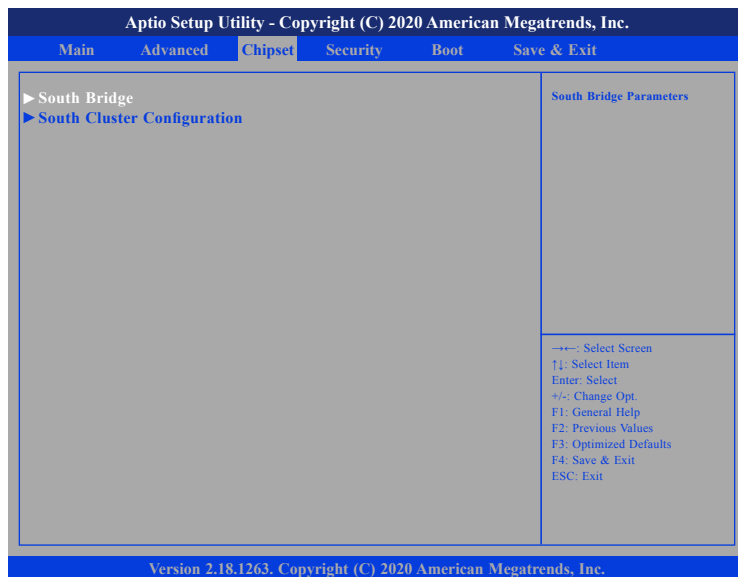 Aptio Setup Utility - Copyright (C) 2020 American Megatrends, Inc.
Main Advanced Chipset Security Boot Save & Exit
►South Bridge
►South Cluster Configuration
South Bridge Parameters
→←: Select Screen
↑↓: Select Item
Enter: Select
+/-: Change Opt.
F1: General Help
F2: Previous Values
F3: Optimized Defaults
F4: Save & Exit
ESC: Exit
Version 2.18.1263. Copyright (C) 2020 American Megatrends, Inc.